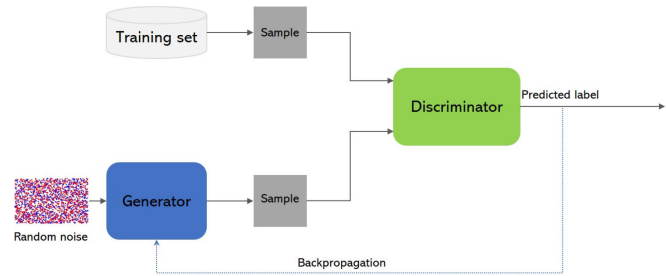 Training set
Sample
Discriminator
Predicted label
Random noise
Generator
Sample
Backpropagation